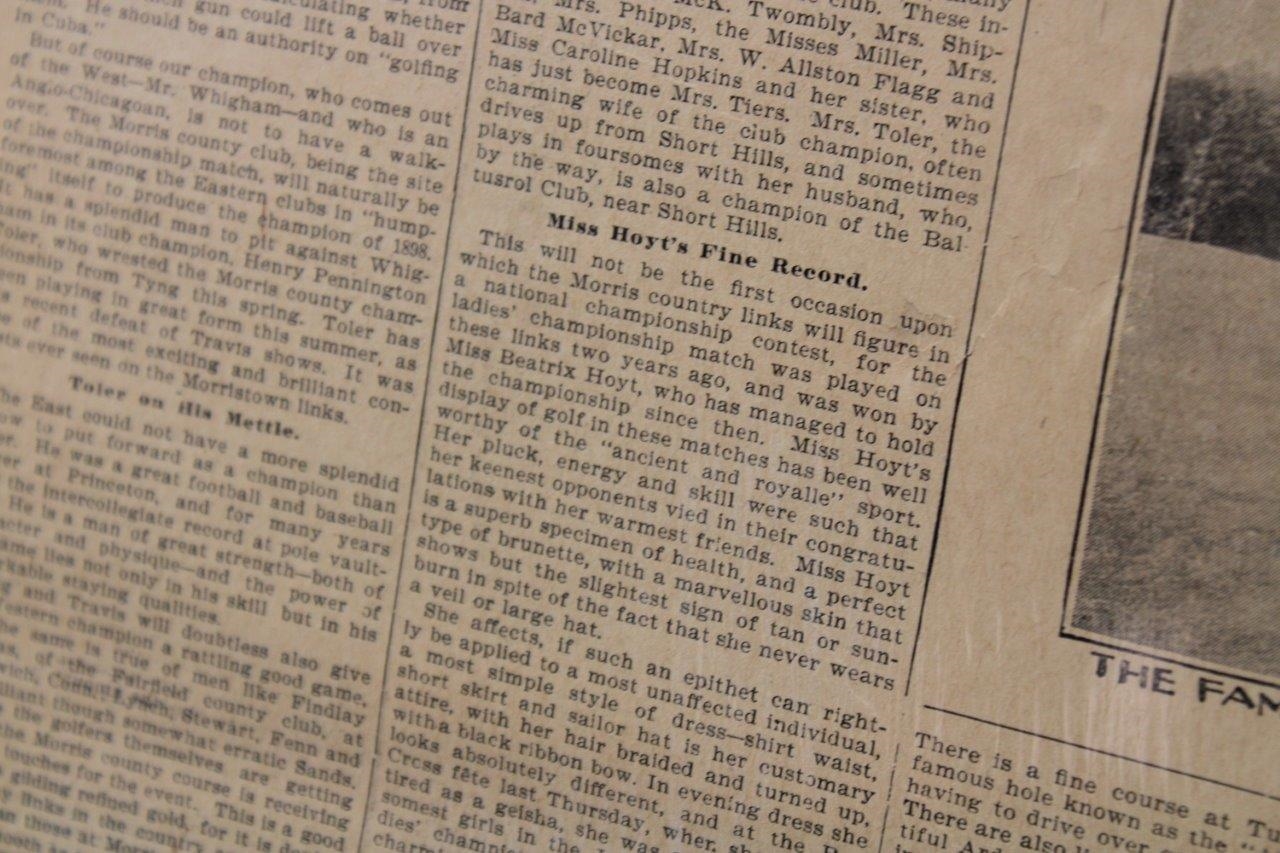 gun could lift a ball over
He should be an authority on "golfing
in Cuba."
But of course our champion, who comes out
of the West—Mr. Whigham—and who is an
Anglo-Chicagoan, is not to have a walk-
over. The Morris county club, being the site
of the championship match, will naturally be
foremost among the Eastern clubs in "hump-
ing" itself to produce the champion of 1898.
It has a splendid man to pit against Whig-
ham in its club champion, Henry Pennington
Toler, who wrested the Morris county cham-
pionship from Tyng this spring. Toler has
been playing in great form this summer, as
recent defeat of Travis shows. It was
of the most exciting and brilliant con-
ever seen on the Morristown links.
Toler on His Mettle.
The East could not have a more splendid
to put forward as a champion than
He was a great football and baseball
at Princeton, and for many years
the intercollegiate record at pole vault-
He is a man of great strength—both of
and physique—and the power of
lies not only in his skill but in his
staying qualities.
and Travis will doubtless also give
Western champion a rattling good game,
The same is true of men like Findlay
of the Fairfield county club, at
Conn.; Lynch, Stewart, Fenn and
though somewhat erratic Sands.
the golfers themselves are getting
the Morris county course is receiving
touches for the event. This is a good
gilding refined gold, for it is
links in the country,
than those at
club. These in-
McK. Twombly, Mrs. Ship-
Mrs. Phipps, the Misses Miller, Mrs.
Bard McVickar, Mrs. W. Allston Flagg and
Miss Caroline Hopkins and her sister, who
has just become Mrs. Tiers. Mrs. Toler, the
charming wife of the club champion, often
drives up from Short Hills, and sometimes
plays in foursomes with her husband, who,
by the way, is also a champion of the Bal-
tusrol Club, near Short Hills.
Miss Hoyt's Fine Record.
This will not be the first occasion upon
which the Morris country links will figure in
a national championship contest, for the
ladies' championship match was played on
these links two years ago, and was won by
Miss Beatrix Hoyt, who has managed to hold
the championship since then. Miss Hoyt's
display of golf in these matches has been well
worthy of the "ancient and royalle" sport.
Her pluck, energy and skill were such that
her keenest opponents vied in their congratu-
lations with her warmest friends. Miss Hoyt
is a superb specimen of health, and a perfect
type of brunette, with a marvellous skin that
shows but the slightest sign of tan or sun-
burn in spite of the fact that she never wears
a veil or large hat.
She affects, if such an epithet can right-
ly be applied to a most unaffected individual,
a most simple style of dress—shirt waist,
short skirt and sailor hat is her customary
attire, with her hair braided and turned up,
with a black ribbon bow. In evening dress she
looks absolutely different, and at the
Cross fête last Thursday, when
tired as a geisha, she was
somest girls in the
dies'
THE FAM
There is a fine course at Tu
famous hole known as the
having to drive over
There are also
tiful